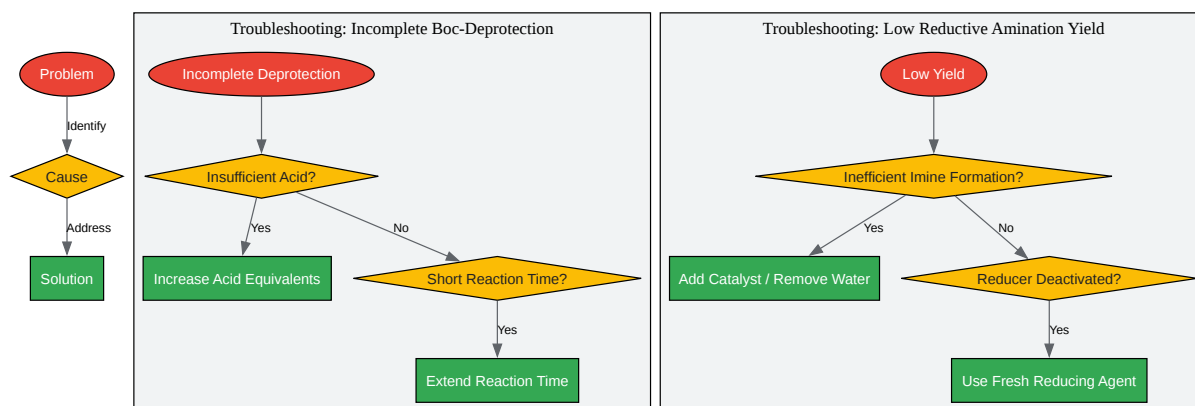 Problem
Identify
Cause
Address
Solution
Troubleshooting: Incomplete Boc-Deprotection
Incomplete Deprotection
Insufficient Acid?
Yes
No
Increase Acid Equivalents
Short Reaction Time?
Yes
Extend Reaction Time
Troubleshooting: Low Reductive Amination Yield
Low Yield
Inefficient Imine Formation?
Yes
No
Add Catalyst / Remove Water
Reducer Deactivated?
Yes
Use Fresh Reducing Agent